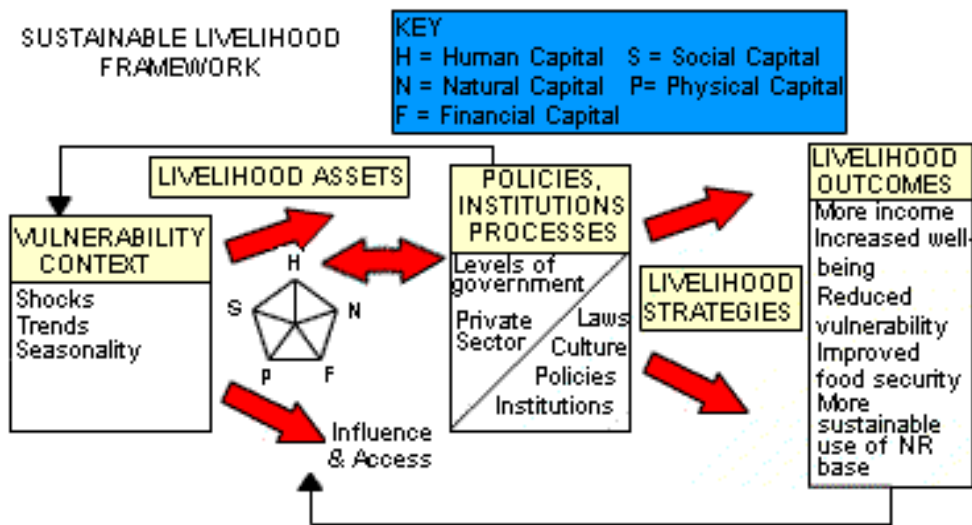 SUSTAINABLE LIVELIHOOD
FRAMEWORK
KEY
H = Human Capital S = Social Capital
N = Natural Capital P= Physical Capital
F = Financial Capital
LIVELIHOOD ASSETS
VULNERABILITY
CONTEXT
Shocks
Trends
Seasonality
H
S
N
P
F
Influence
& Access
POLICIES,
INSTITUTIONS
PROCESSES
Levels of
government
Private
Sector
Laws
Culture
Policies
Institutions
LIVELIHOOD
STRATEGIES
LIVELIHOOD
OUTCOMES
More income
Increased well-
being
Reduced
vulnerability
Improved
food security
More
sustainable
use of NR
base